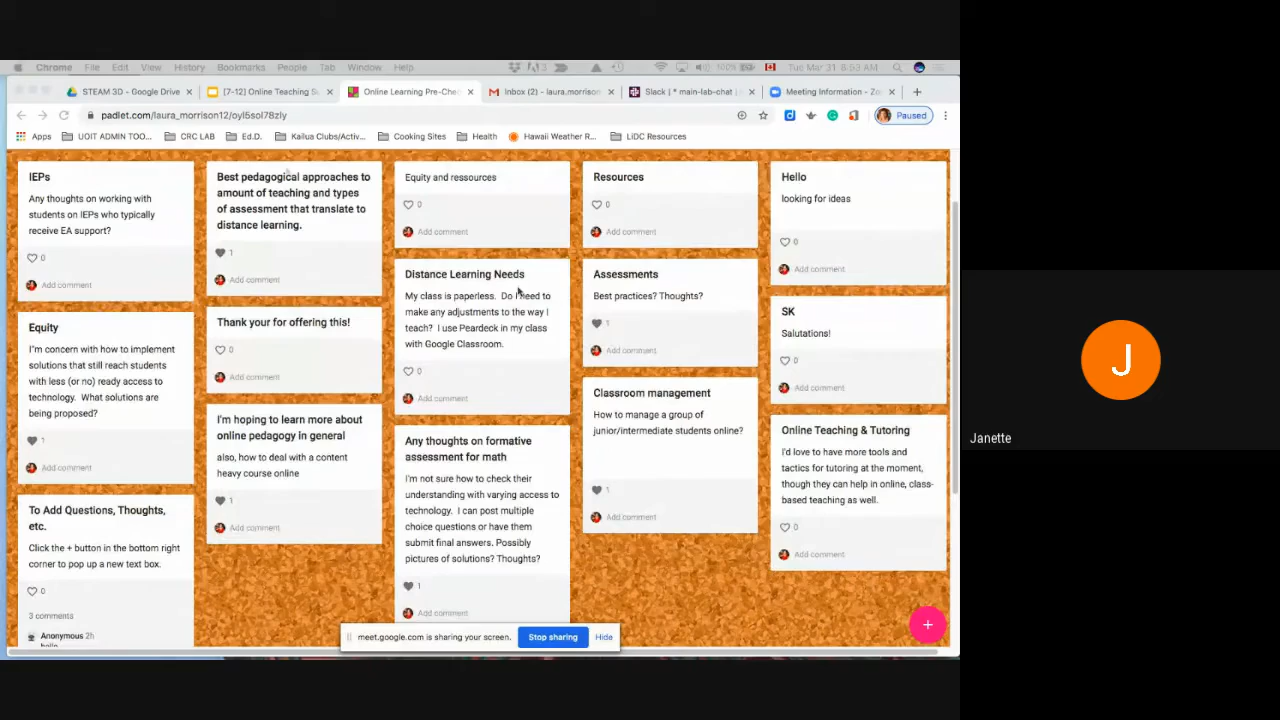 Chrome File Edit View History Bookmarks People Tab Window Help 100% Tue Mar 31 8:53 AM
STEAM 3D - Google Drive × [7-12] Online Teaching S × Online Learning Pre-Che × Inbox (2) - laura.morrison × Slack | * main-lab-chat × Meeting Information - Zo × +
padlet.com/laura_morrison12/oyl5sol78zly Paused
Apps UOIT ADMIN TOO... CRC LAB Ed.D. Kailua Clubs/Activ... Cooking Sites Health Hawaii Weather R... LiDC Resources
IEPs
Any thoughts on working with
students on IEPs who typically
receive EA support?
0
Add comment
Equity
I'm concern with how to implement
solutions that still reach students
with less (or no) ready access to
technology. What solutions are
being proposed?
1
Add comment
To Add Questions, Thoughts,
etc.
Click the + button in the bottom right
corner to pop up a new text box.
0
3 comments
Anonymous 2h
hello
Best pedagogical approaches to
amount of teaching and types
of assessment that translate to
distance learning.
1
Add comment
Thank your for offering this!
0
Add comment
I'm hoping to learn more about
online pedagogy in general
also, how to deal with a content
heavy course online
1
Add comment
Equity and ressources
0
Add comment
Distance Learning Needs
My class is paperless. Do I need to
make any adjustments to the way I
teach? I use Peardeck in my class
with Google Classroom.
0
Add comment
Any thoughts on formative
assessment for math
I'm not sure how to check their
understanding with varying access to
technology. I can post multiple
choice questions or have them
submit final answers. Possibly
pictures of solutions? Thoughts?
1
Add comment
Resources
0
Add comment
Assessments
Best practices? Thoughts?
1
Add comment
Classroom management
How to manage a group of
junior/intermediate students online?
1
Add comment
Hello
looking for ideas
0
Add comment
SK
Salutations!
0
Add comment
Online Teaching & Tutoring
I'd love to have more tools and
tactics for tutoring at the moment,
though they can help in online, class-
based teaching as well.
0
Add comment
+
meet.google.com is sharing your screen. Stop sharing Hide
J
Janette